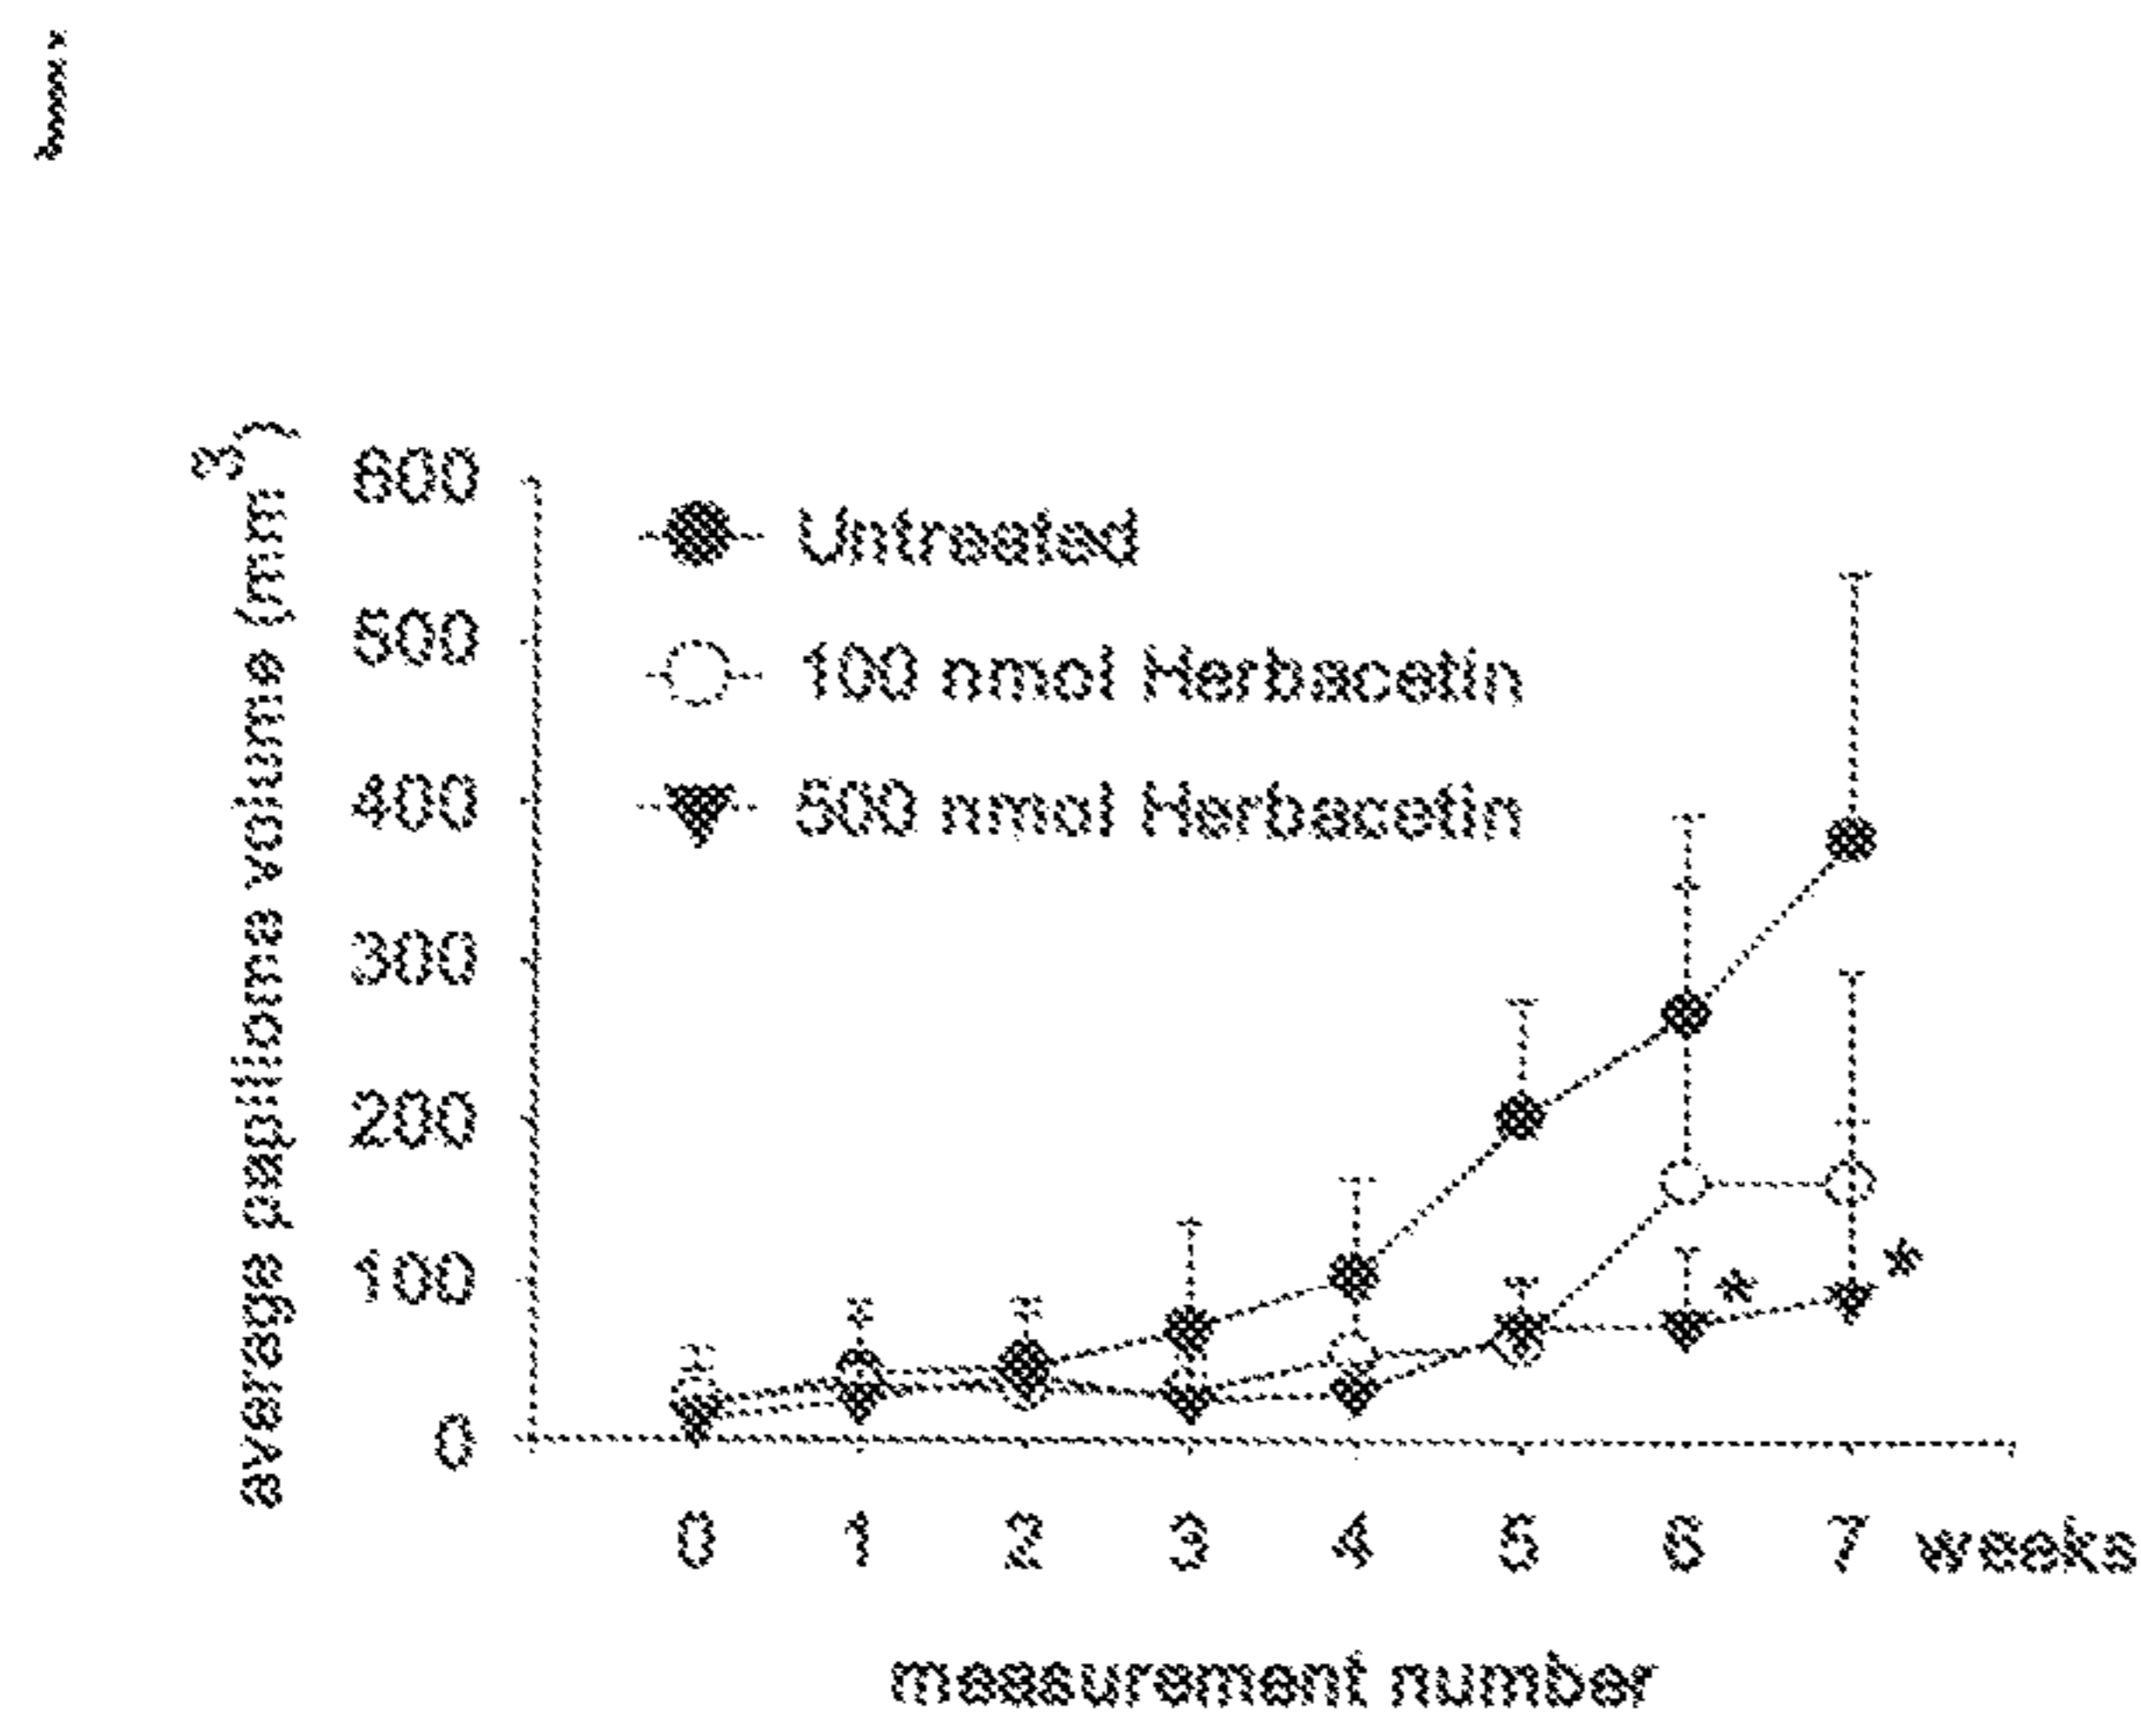 average papilloma volume (mm³)
600
500
400
300
200
100
0
Untreated
100 nmol Herbacetin
500 nmol Herbacetin
*
*
0 1 2 3 4 5 6 7 weeks
measurement number